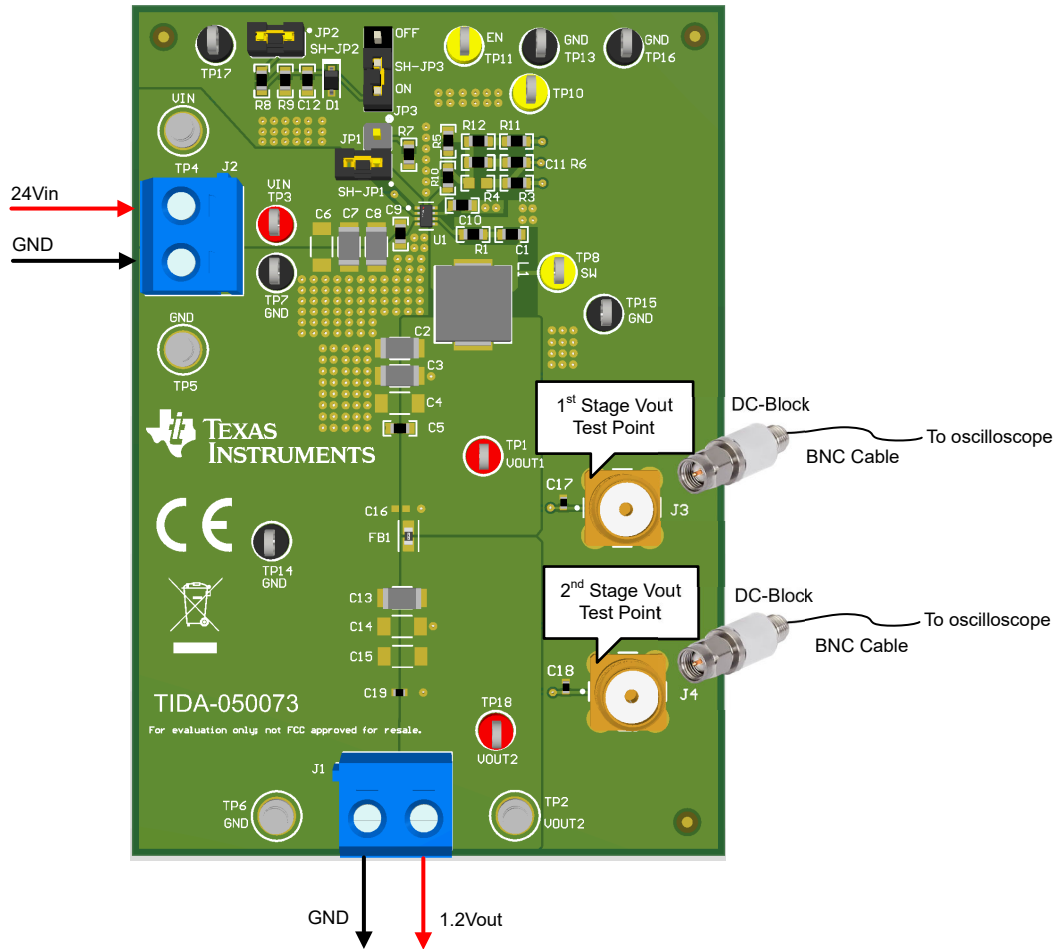 JP2
SH-JP2
OFF
SH-JP3
ON
JP3
TP17
R8
R9
C12
D1
EN
TP11
GND
TP13
GND
TP16
TP10
VIN
TP4
JP1
R7
SH-JP1
R5
R12
R11
C11
R6
R10
R4
R3
J2
24Vin
GND
VIN
TP3
TP7
GND
C6
C7
C8
C9
U1
C10
R1
C1
L1
TP8
SW
TP15
GND
GND
TP5
C2
C3
C4
C5
TEXAS
INSTRUMENTS
TP1
VOUT1
1st Stage Vout
Test Point
DC-Block
To oscilloscope
BNC Cable
C17
J3
C16
FB1
CE
TP14
GND
C13
C14
C15
C19
2nd Stage Vout
Test Point
DC-Block
To oscilloscope
BNC Cable
C18
J4
TIDA-050073
For evaluation only; not FCC approved for resale.
TP18
VOUT2
J1
TP6
GND
TP2
VOUT2
GND
1.2Vout